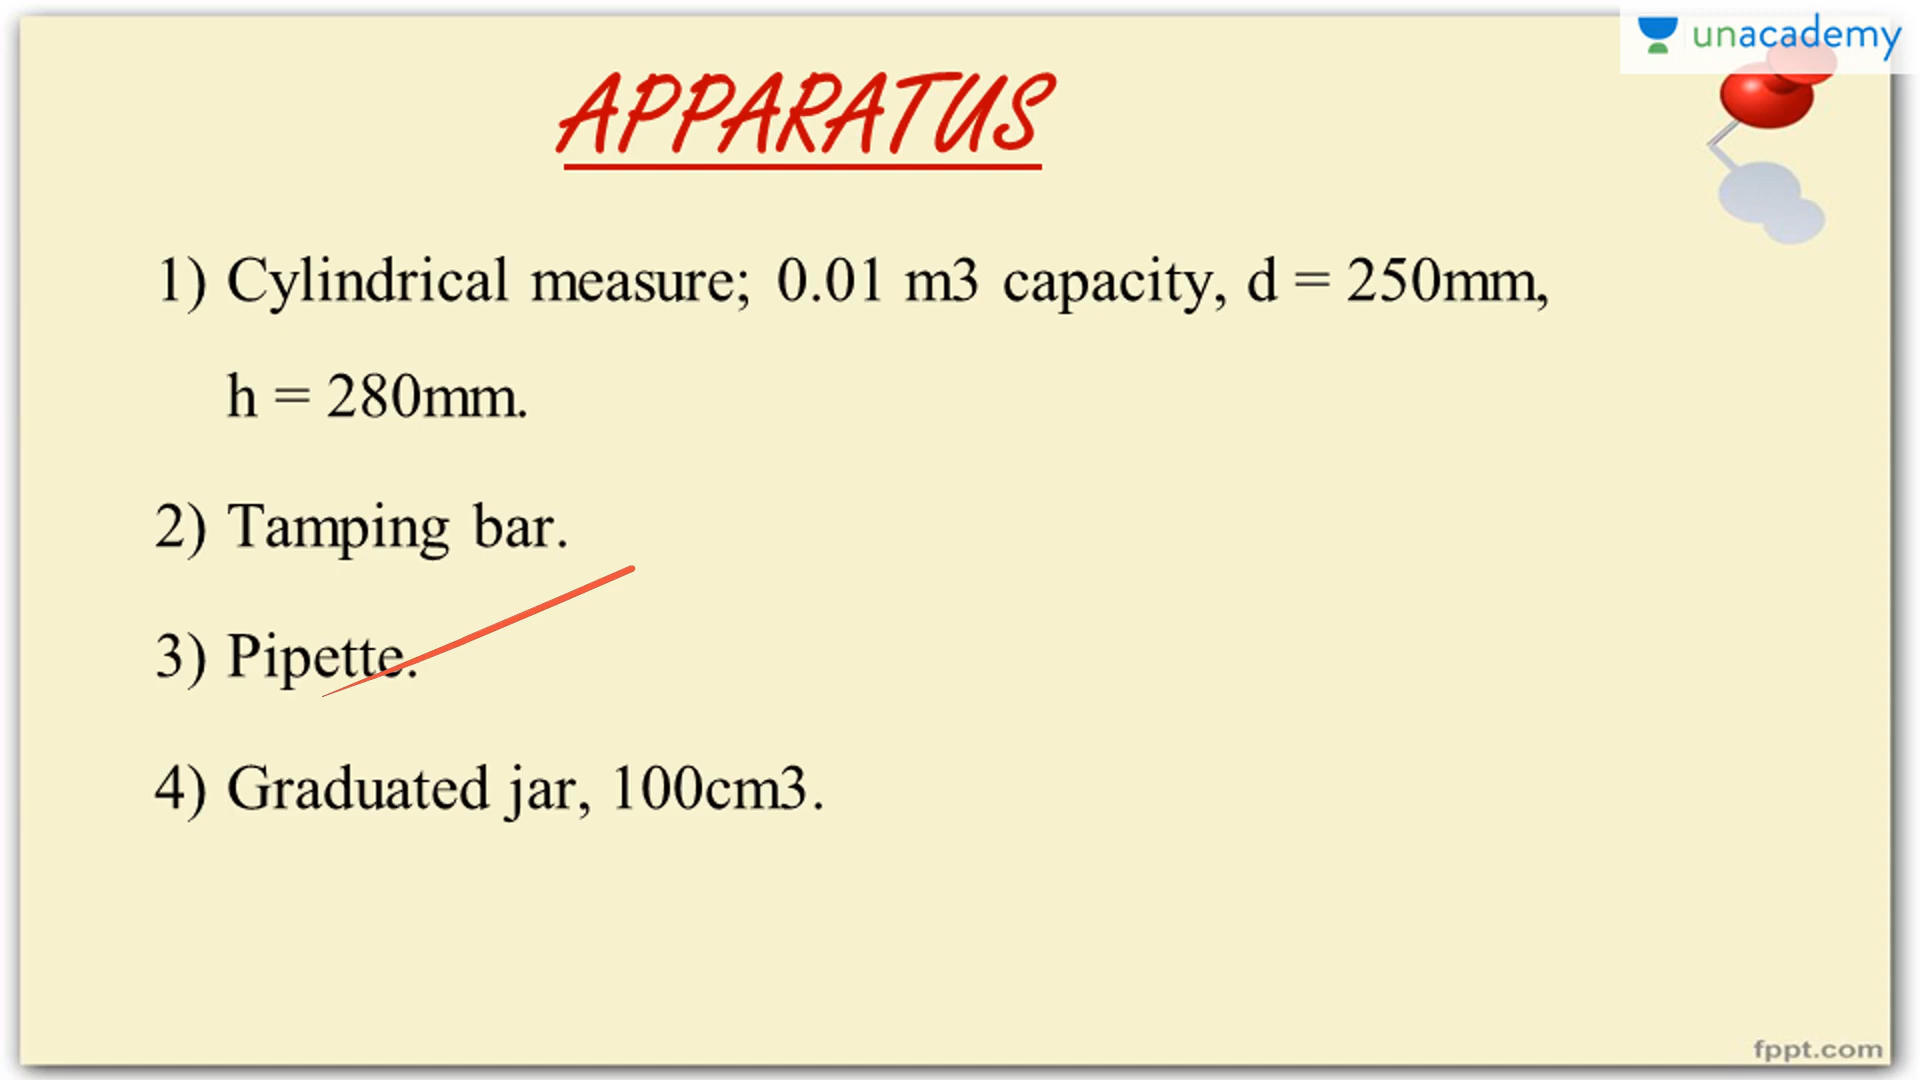 unacademy
APPARATUS
1) Cylindrical measure; 0.01 m3 capacity, d = 250mm,
h = 280mm.
2) Tamping bar.
3) Pipette.
4) Graduated jar, 100cm3.
fppt.com